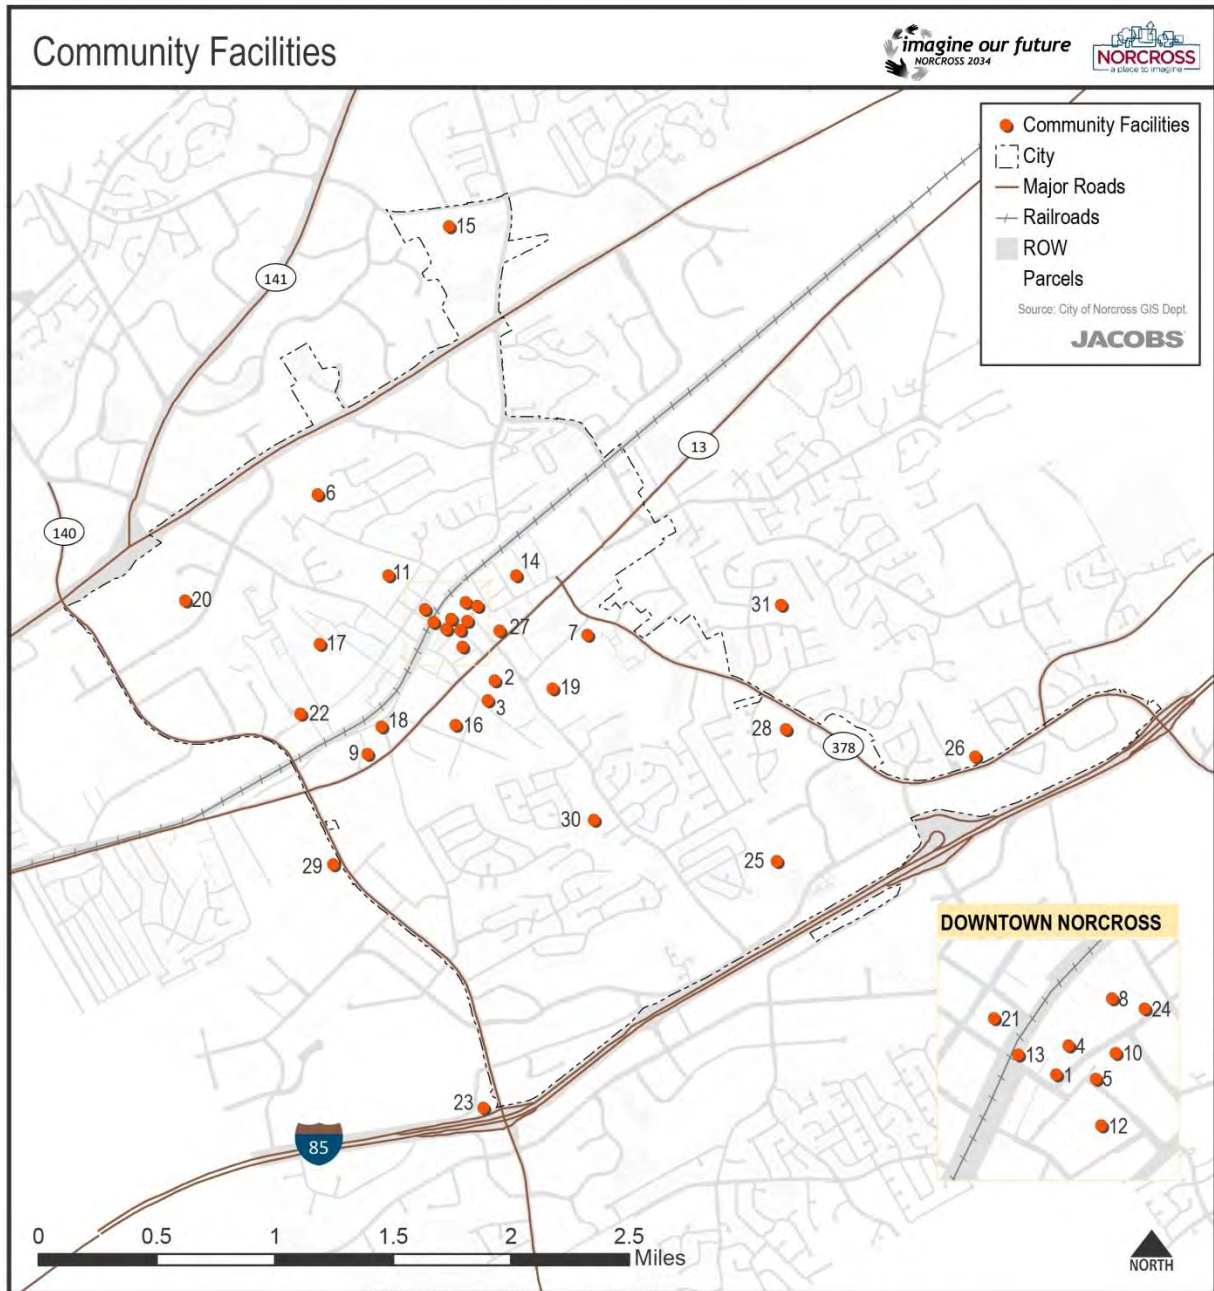 Community Facilities
imagine our future
NORCROSS 2034
NORCROSS
a place to imagine
Community Facilities
City
Major Roads
Railroads
ROW
Parcels
Source: City of Norcross GIS Dept.
JACOBS
15
141
13
6
140
14
11
20
31
27
7
17
2
19
3
22
18
16
28
378
26
9
30
25
29
DOWNTOWN NORCROSS
8
24
21
4
13
10
1
5
12
23
85
0 0.5 1 1.5 2 2.5
Miles
NORTH